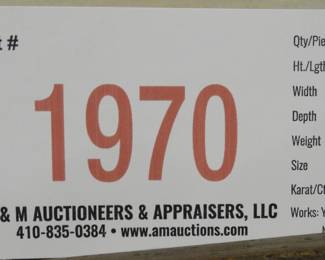 #
1970
& M AUCTIONEERS & APPRAISERS, LLC
410-835-0384 • www.amauctions.com
Qty/Pie
Ht./Lgth
Width
Depth
Weight
Size
Karat/Ct
Works: Y